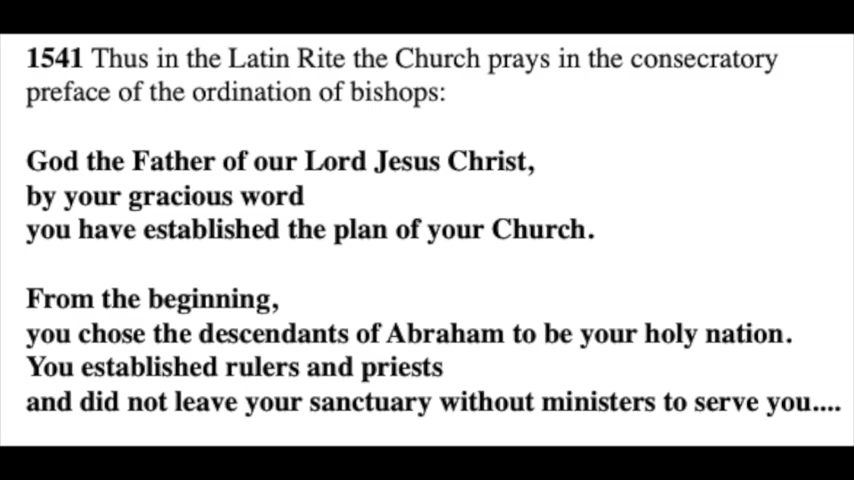 1541 Thus in the Latin Rite the Church prays in the consecratory
preface of the ordination of bishops:
God the Father of our Lord Jesus Christ,
by your gracious word
you have established the plan of your Church.
From the beginning,
you chose the descendants of Abraham to be your holy nation.
You established rulers and priests
and did not leave your sanctuary without ministers to serve you....